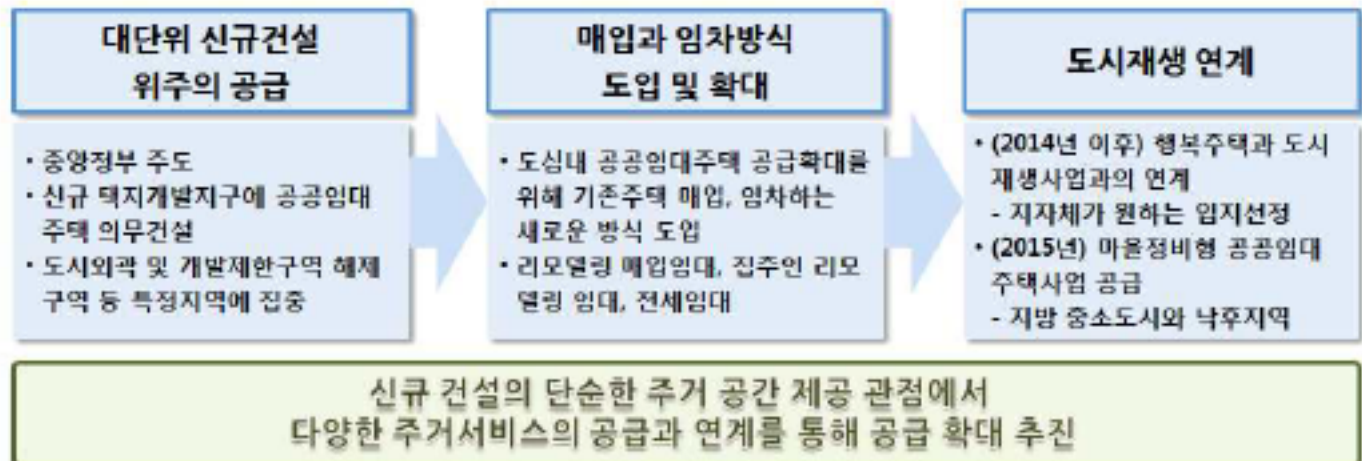 대단위 신규건설
위주의 공급
• 중앙정부 주도
• 신규 택지개발지구에 공공임대
주택 의무건설
• 도시외곽 및 개발제한구역 해제
구역 등 특정지역에 집중
매입과 임차방식
도입 및 확대
• 도심내 공공임대주택 공급확대를
위해 기존주택 매입, 임차하는
새로운 방식 도입
• 리모델링 매입임대, 집주인 리모
델링 임대, 전세임대
도시재생 연계
• (2014년 이후) 행복주택과 도시
재생사업과의 연계
- 지자체가 원하는 입지선정
• (2015년) 마을정비형 공공임대
주택사업 공급
- 지방 중소도시와 낙후지역
신규 건설의 단순한 주거 공간 제공 관점에서
다양한 주거서비스의 공급과 연계를 통해 공급 확대 추진